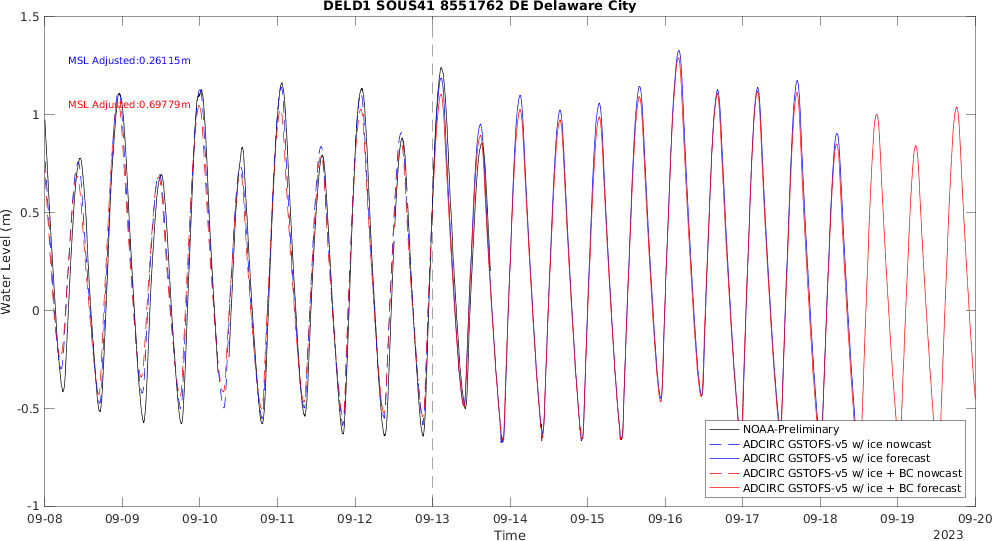 DELD1 SOUS41 8551762 DE Delaware City
MSL Adjusted:0.26115m
MSL Adjusted:0.69779m
Water Level (m)
1.5
1
0.5
0
-0.5
-1
NOAA-Preliminary
ADCIRC GSTOFS-v5 w/ ice nowcast
ADCIRC GSTOFS-v5 w/ ice forecast
ADCIRC GSTOFS-v5 w/ ice + BC nowcast
ADCIRC GSTOFS-v5 w/ ice + BC forecast
09-08 09-09 09-10 09-11 09-12 09-13 09-14 09-15 09-16 09-17 09-18 09-19 09-20
Time
2023